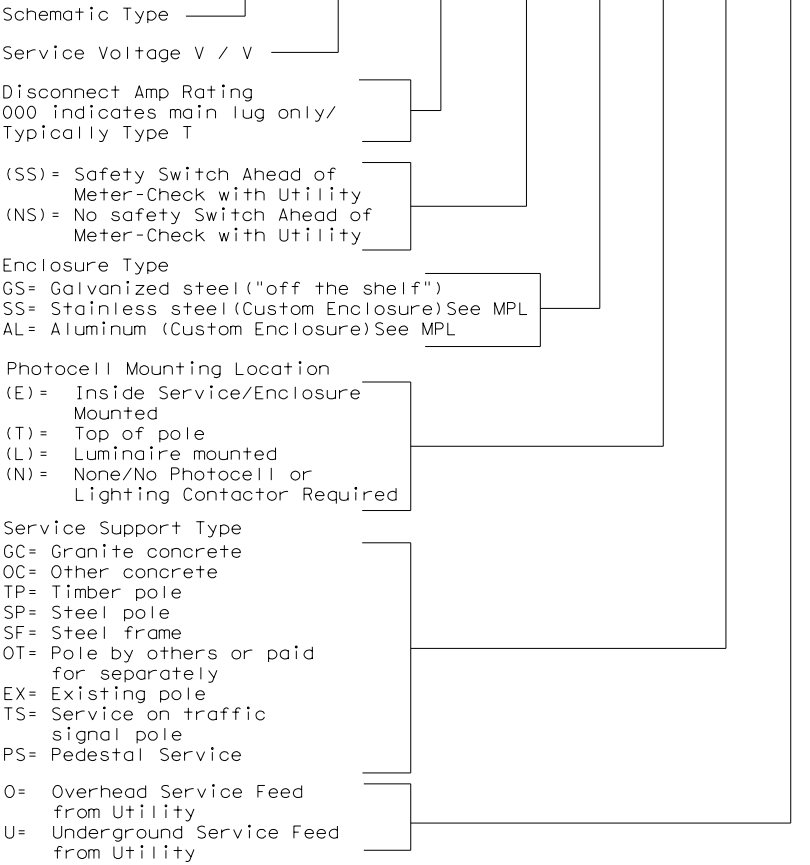 Schematic Type
Service Voltage V / V
Disconnect Amp Rating
000 indicates main lug only/
Typically Type T
(SS)= Safety Switch Ahead of
Meter-Check with Utility
(NS)= No safety Switch Ahead of
Meter-Check with Utility
Enclosure Type
GS= Galvanized steel("off the shelf")
SS= Stainless steel(Custom Enclosure)See MPL
AL= Aluminum (Custom Enclosure)See MPL
Photocell Mounting Location
(E)= Inside Service/Enclosure
Mounted
(T)= Top of pole
(L)= Luminaire mounted
(N)= None/No Photocell or
Lighting Contactor Required
Service Support Type
GC= Granite concrete
OC= Other concrete
TP= Timber pole
SP= Steel pole
SF= Steel frame
OT= Pole by others or paid
for separately
EX= Existing pole
TS= Service on traffic
signal pole
PS= Pedestal Service
O= Overhead Service Feed
from Utility
U= Underground Service Feed
from Utility